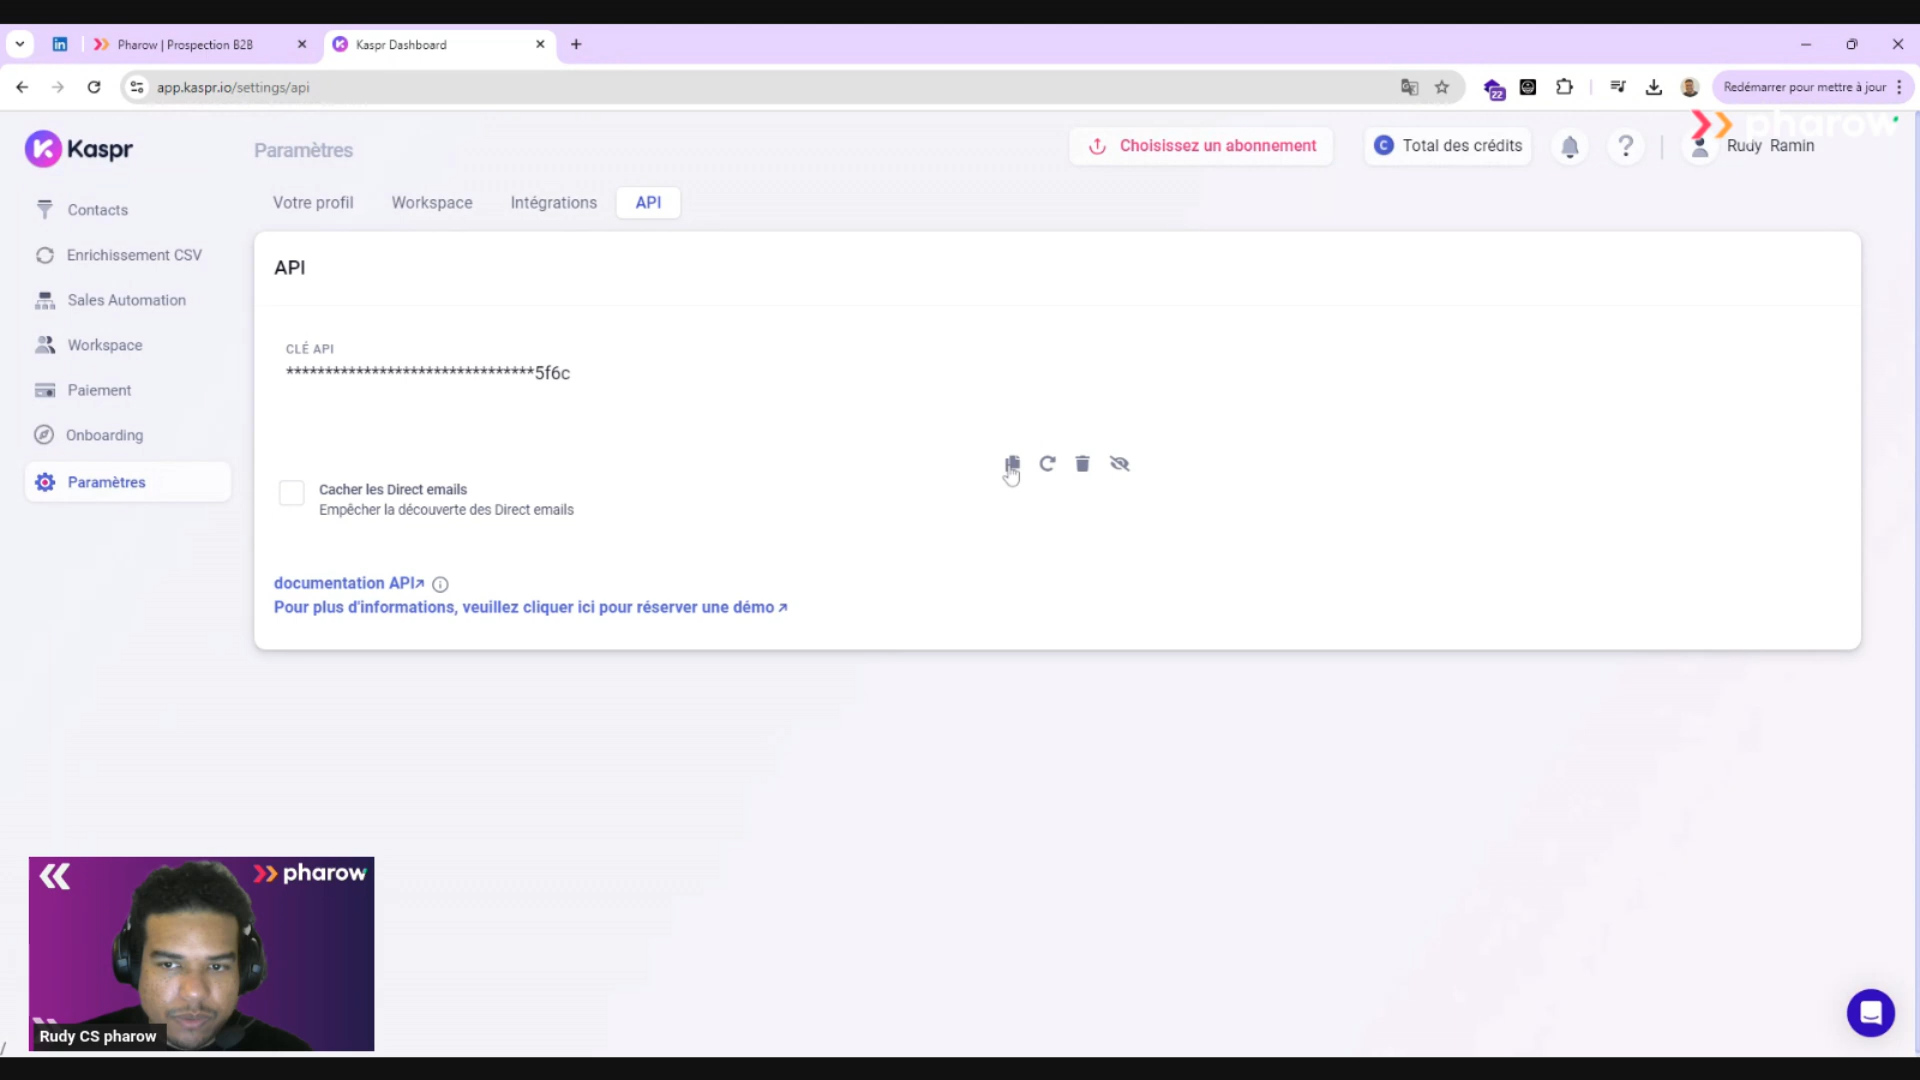 Pharow | Prospection B2B
Kaspr Dashboard
app.kaspr.io/settings/api
22
Redémarrer pour mettre à jour
pharow
Kaspr
Paramètres
Choisissez un abonnement
C Total des crédits
?
Rudy Ramin
Contacts
Enrichissement CSV
Sales Automation
Workspace
Paiement
Onboarding
Paramètres
Votre profil
Workspace
Intégrations
API
API
CLÉ API
********************************5f6c
Cacher les Direct emails
Empêcher la découverte des Direct emails
documentation API↗
Pour plus d'informations, veuillez cliquer ici pour réserver une démo ↗
pharow
Rudy CS pharow